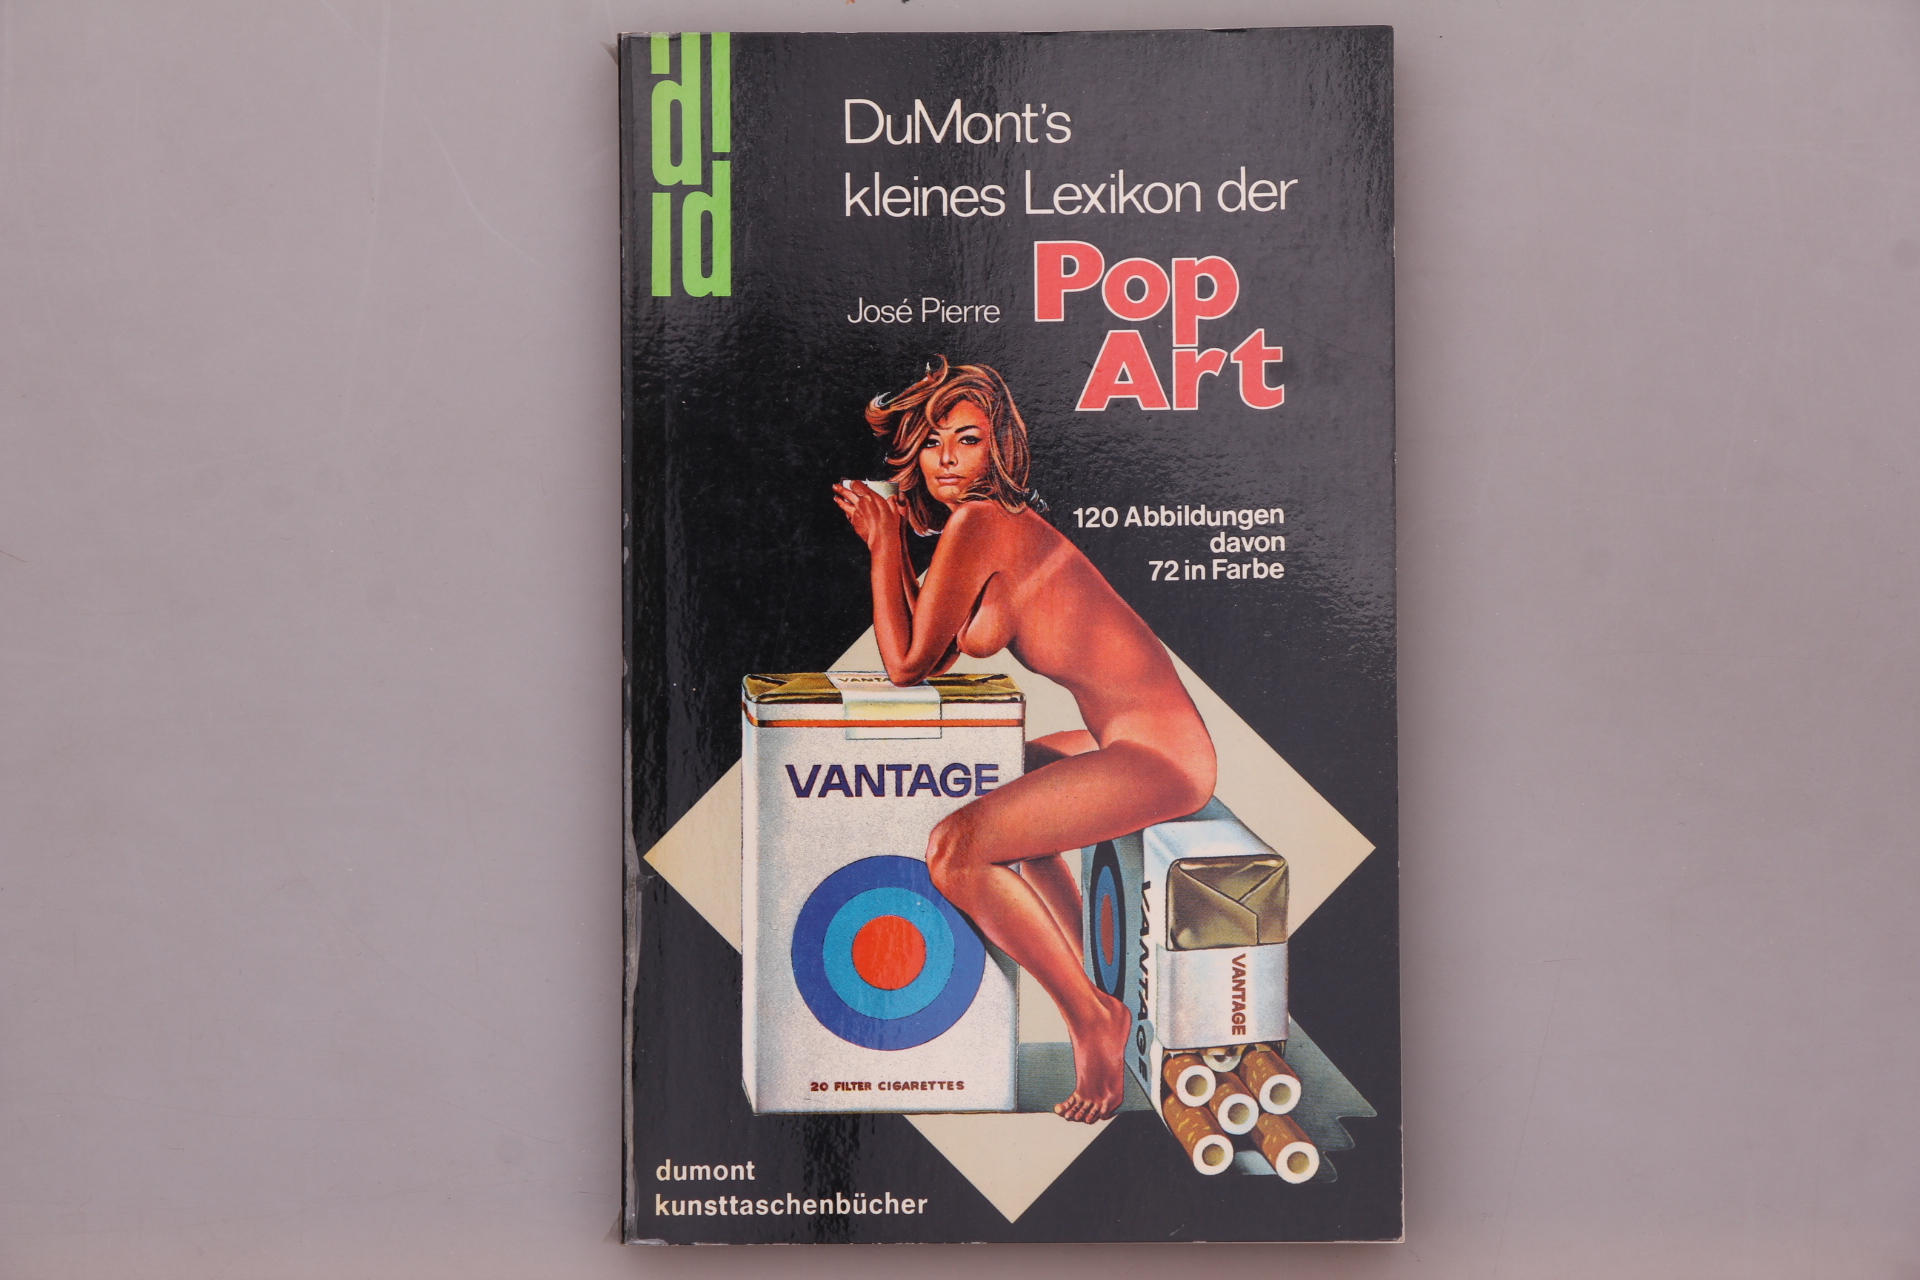 DuMont's
kleines Lexikon der
Pop
José Pierre
Art
120 Abbildungen
davon
72 in Farbe
VANTAGE
VANTAGE
VANTAGE
20 FILTER CIGARETTES
dumont
kunsttaschenbücher